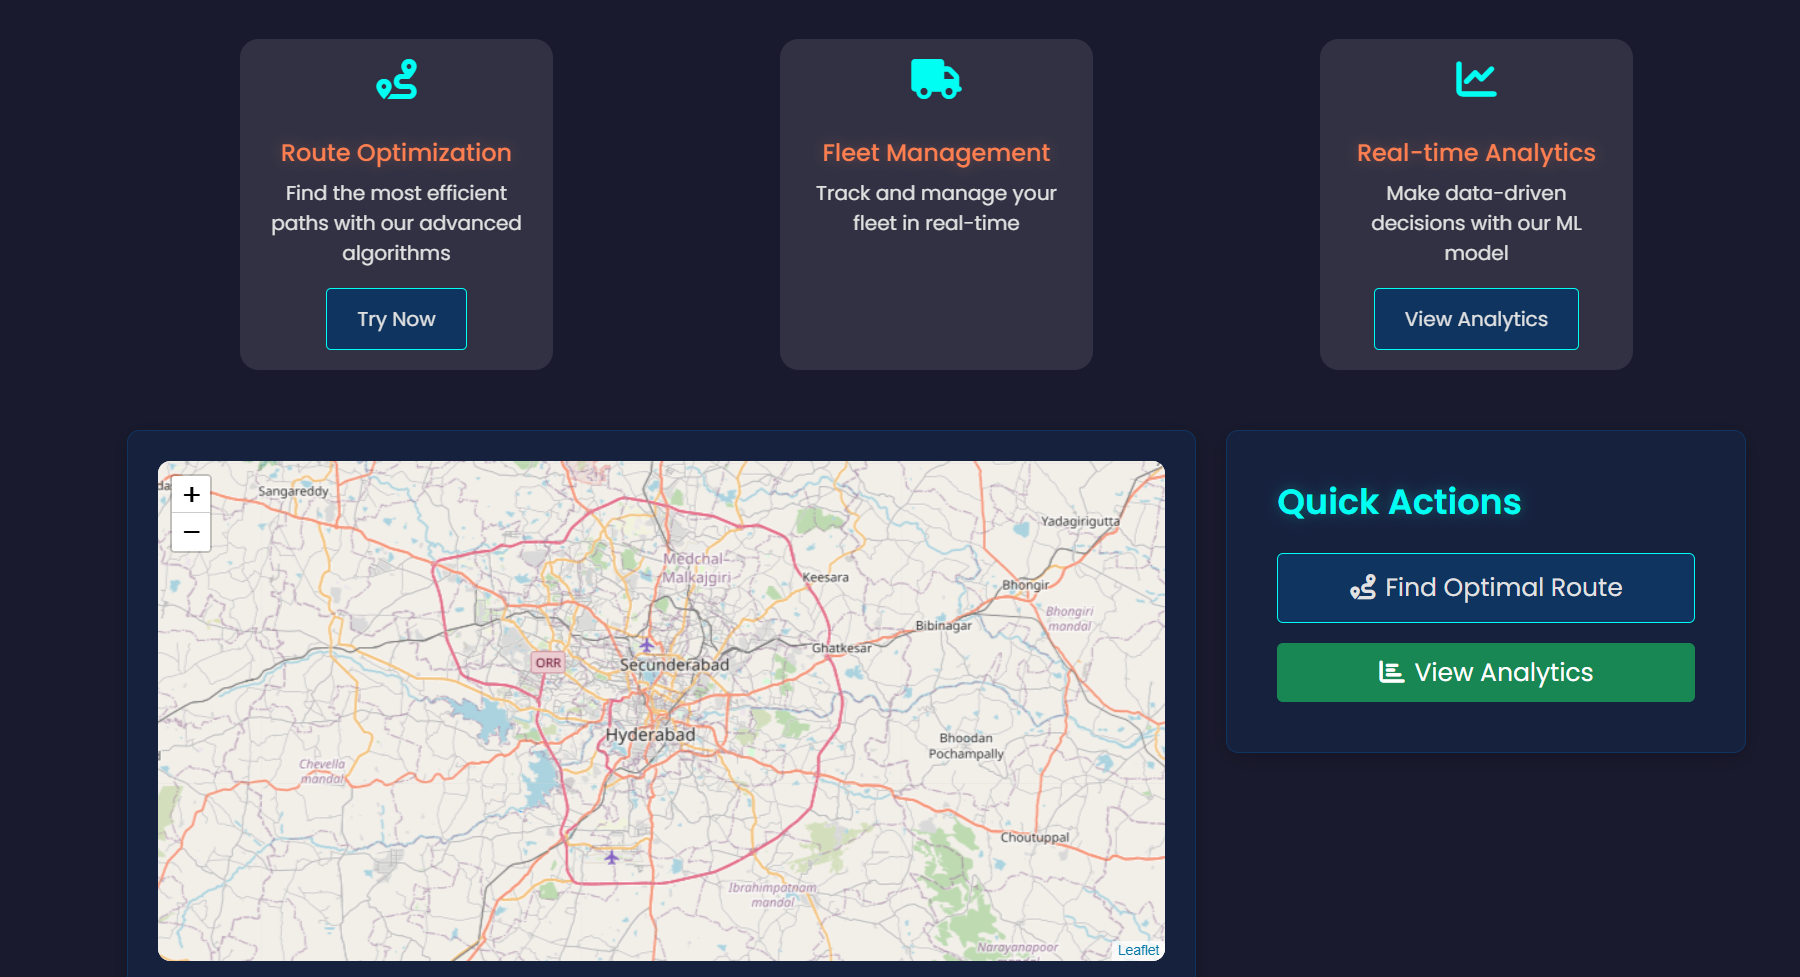 Route Optimization
Find the most efficient
paths with our advanced
algorithms
Try Now
Fleet Management
Track and manage your
fleet in real-time
Real-time Analytics
Make data-driven
decisions with our ML
model
View Analytics
+
−
Sangareddy
Medchal-
Malkajgiri
Keesara
Yadagirigutta
Bhongir
Bhongiri
mandal
Bibinagar
Ghatkesar
ORR
Secunderabad
Hyderabad
Bhoodan
Pochampally
Chevella
mandal
Choutuppal
Ibrahimpatnam
mandal
Narayanapoor
Leaflet
Quick Actions
Find Optimal Route
View Analytics